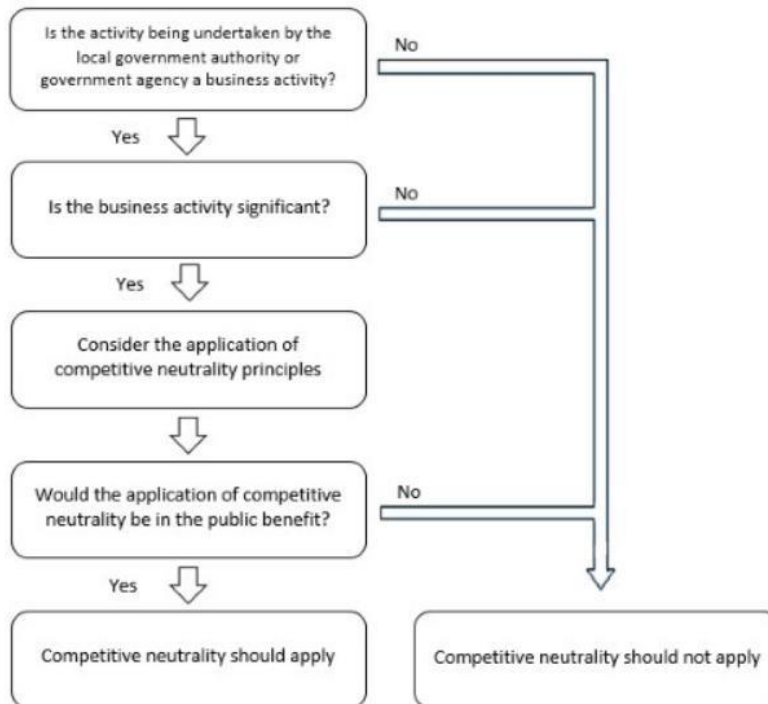 Is the activity being undertaken by the
local government authority or
government agency a business activity?
No
Yes
Is the business activity significant?
No
Yes
Consider the application of
competitive neutrality principles
Would the application of competitive
neutrality be in the public benefit?
No
Yes
Competitive neutrality should apply
Competitive neutrality should not apply